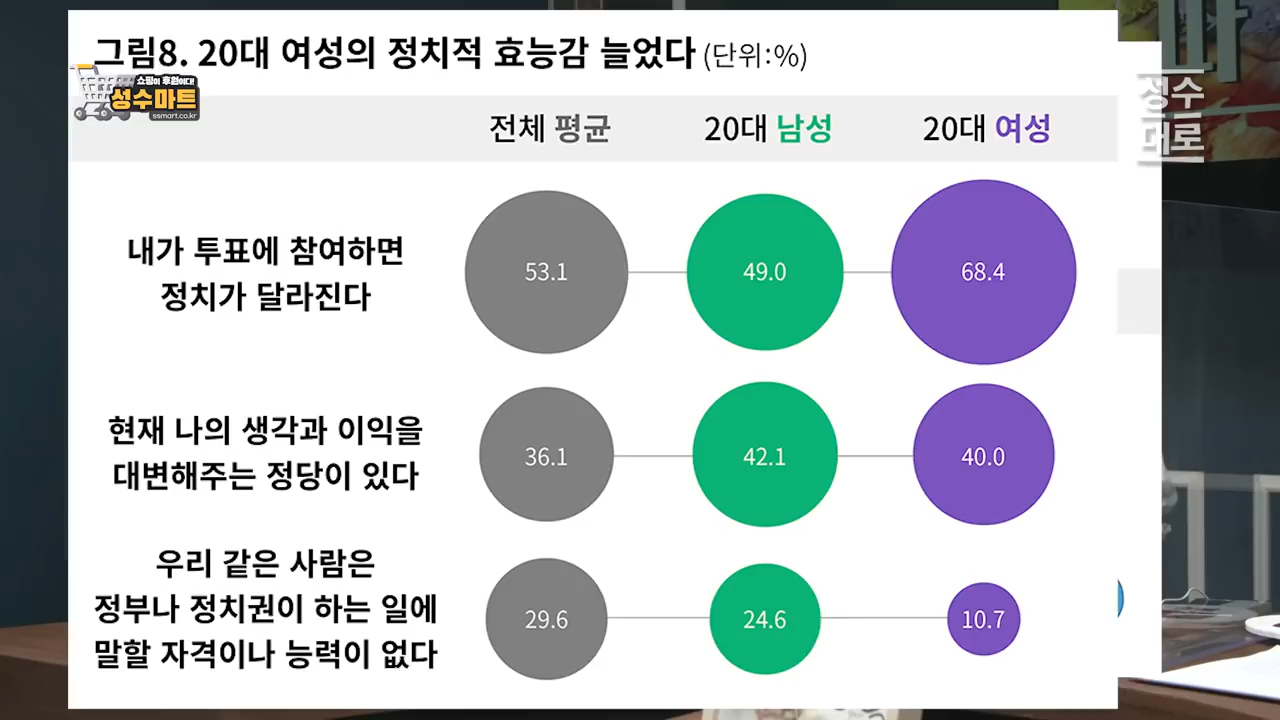 그림8. 20대 여성의 정치적 효능감 늘었다 (단위:%)
쇼핑이 후원이다!
성수마트
ssmart.co.kr
성수
대로
전체 평균 20대 남성 20대 여성
내가 투표에 참여하면
정치가 달라진다
53.1 49.0 68.4
현재 나의 생각과 이익을
대변해주는 정당이 있다
36.1 42.1 40.0
우리 같은 사람은
정부나 정치권이 하는 일에
말할 자격이나 능력이 없다
29.6 24.6 10.7